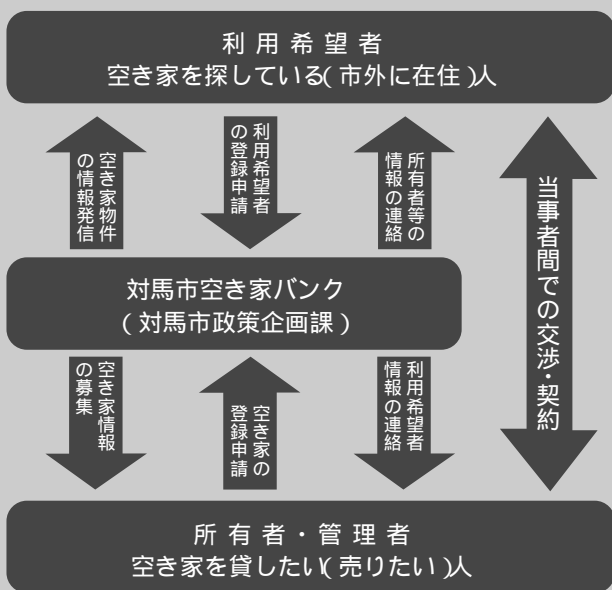 利用希望者
空き家を探している(市外に在住)人
空き家物件
の情報発信
利用希望者
の登録申請
所有者等の
情報の連絡
当事者間での交渉・契約
対馬市空き家バンク
(対馬市政策企画課)
空き家情報
の募集
空き家の
登録申請
利用希望者
情報の連絡
所有者・管理者
空き家を貸したい(売りたい)人